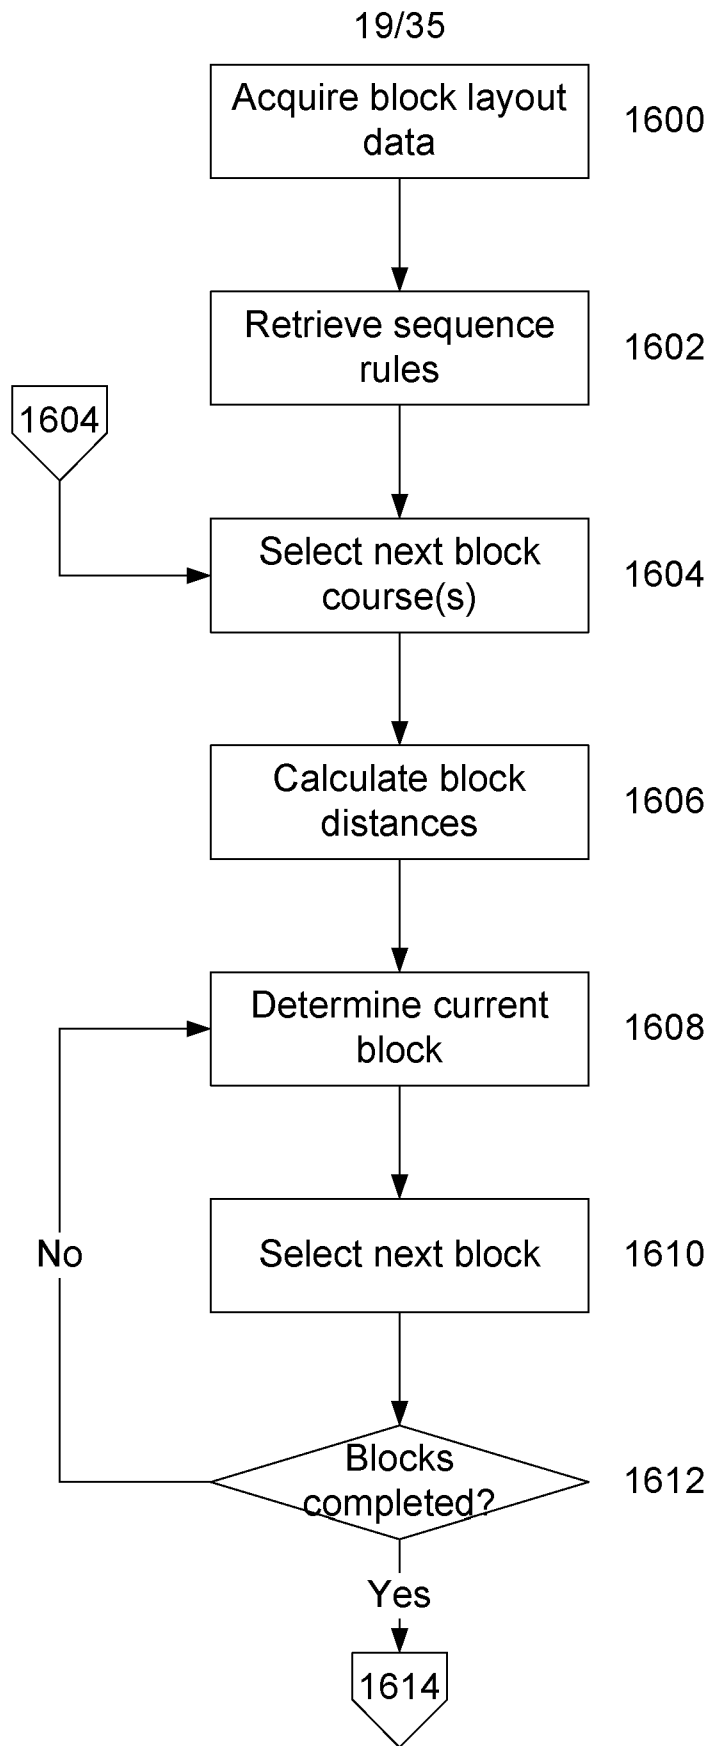 19/35
Acquire block layout
data
1600
Retrieve sequence
rules
1602
1604
Select next block
course(s)
1604
Calculate block
distances
1606
Determine current
block
1608
No
Select next block
1610
Blocks
completed?
1612
Yes
1614